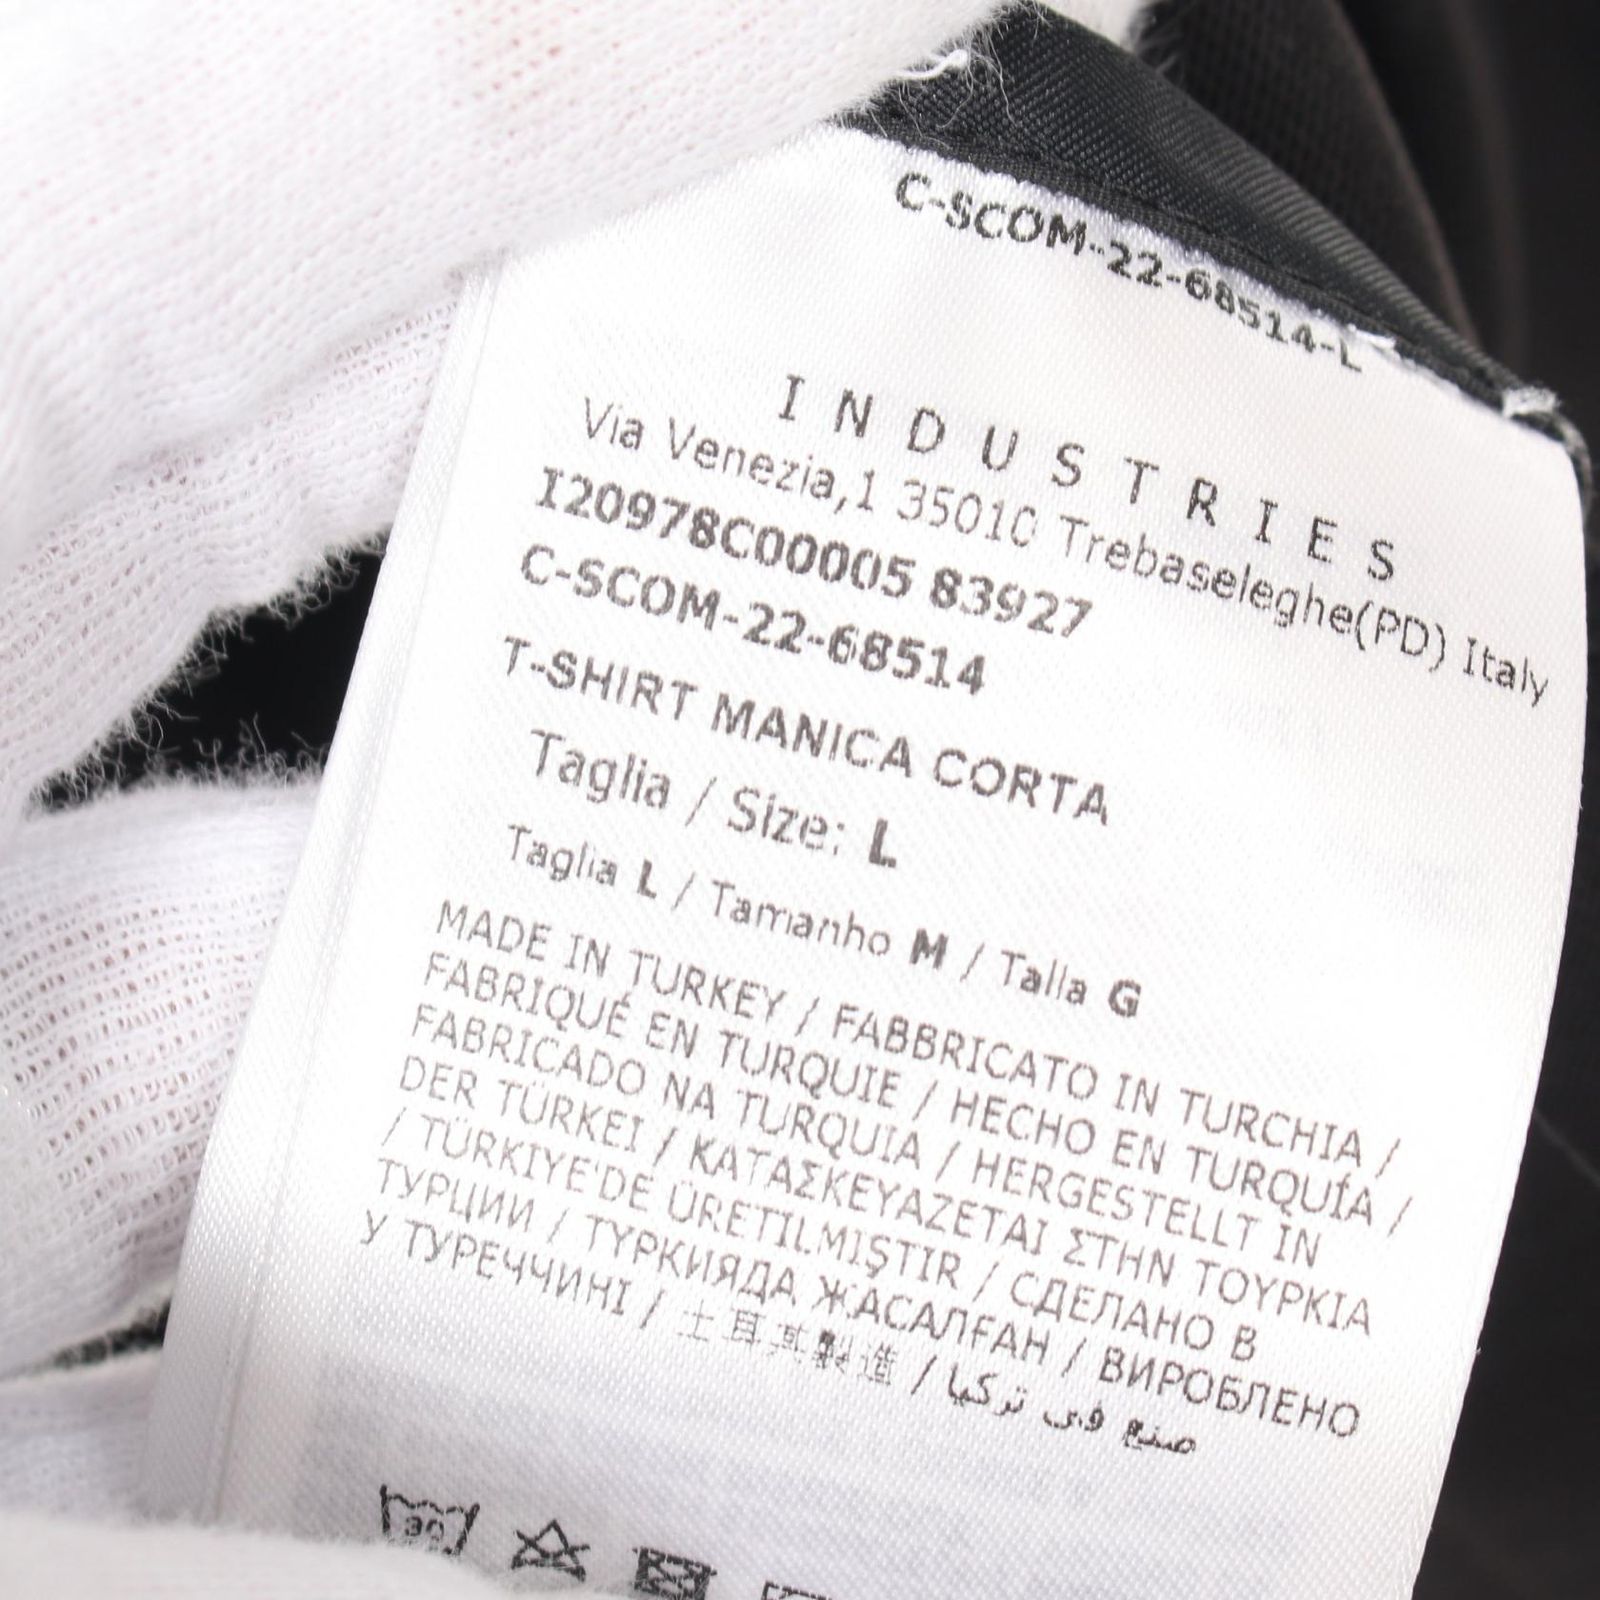 C-SCOM-22-68514-L
INDUSTRIES
Via Venezia,1 35010 Trebaseleghe(PD) Italy
I20978C00005 83927
C-SCOM-22-68514
T-SHIRT MANICA CORTA
Taglia / Size: L
Taglia L / Tamanho M / Talla G
MADE IN TURKEY / FABBRICATO IN TURCHIA /
FABRIQUÉ EN TURQUIE / HECHO EN TURQUÍA /
FABRICADO NA TURQUIA / HERGESTELLT IN
DER TÜRKEI / ΚΑΤΑΣΚΕΥΑΖΕΤΑΙ ΣΤΗΝ ΤΟΥΡΚΙΑ
/ TÜRKIYE'DE ÜRETILMIŞTIR / СДЕЛАНО В
ТУРЦИИ / ТҮРКИЯДА ЖАСАЛҒАН / ВИРОБЛЕНО
У ТУРЕЧЧИНІ / 土耳其製造 / صنع في تركيا
30